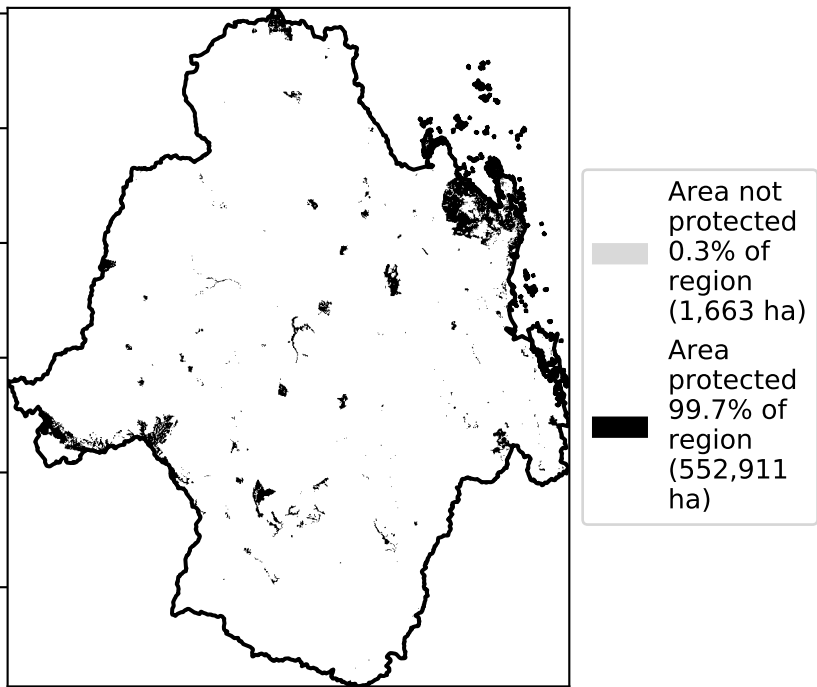 Area not
protected
0.3% of
region
(1,663 ha)
Area
protected
99.7% of
region
(552,911
ha)